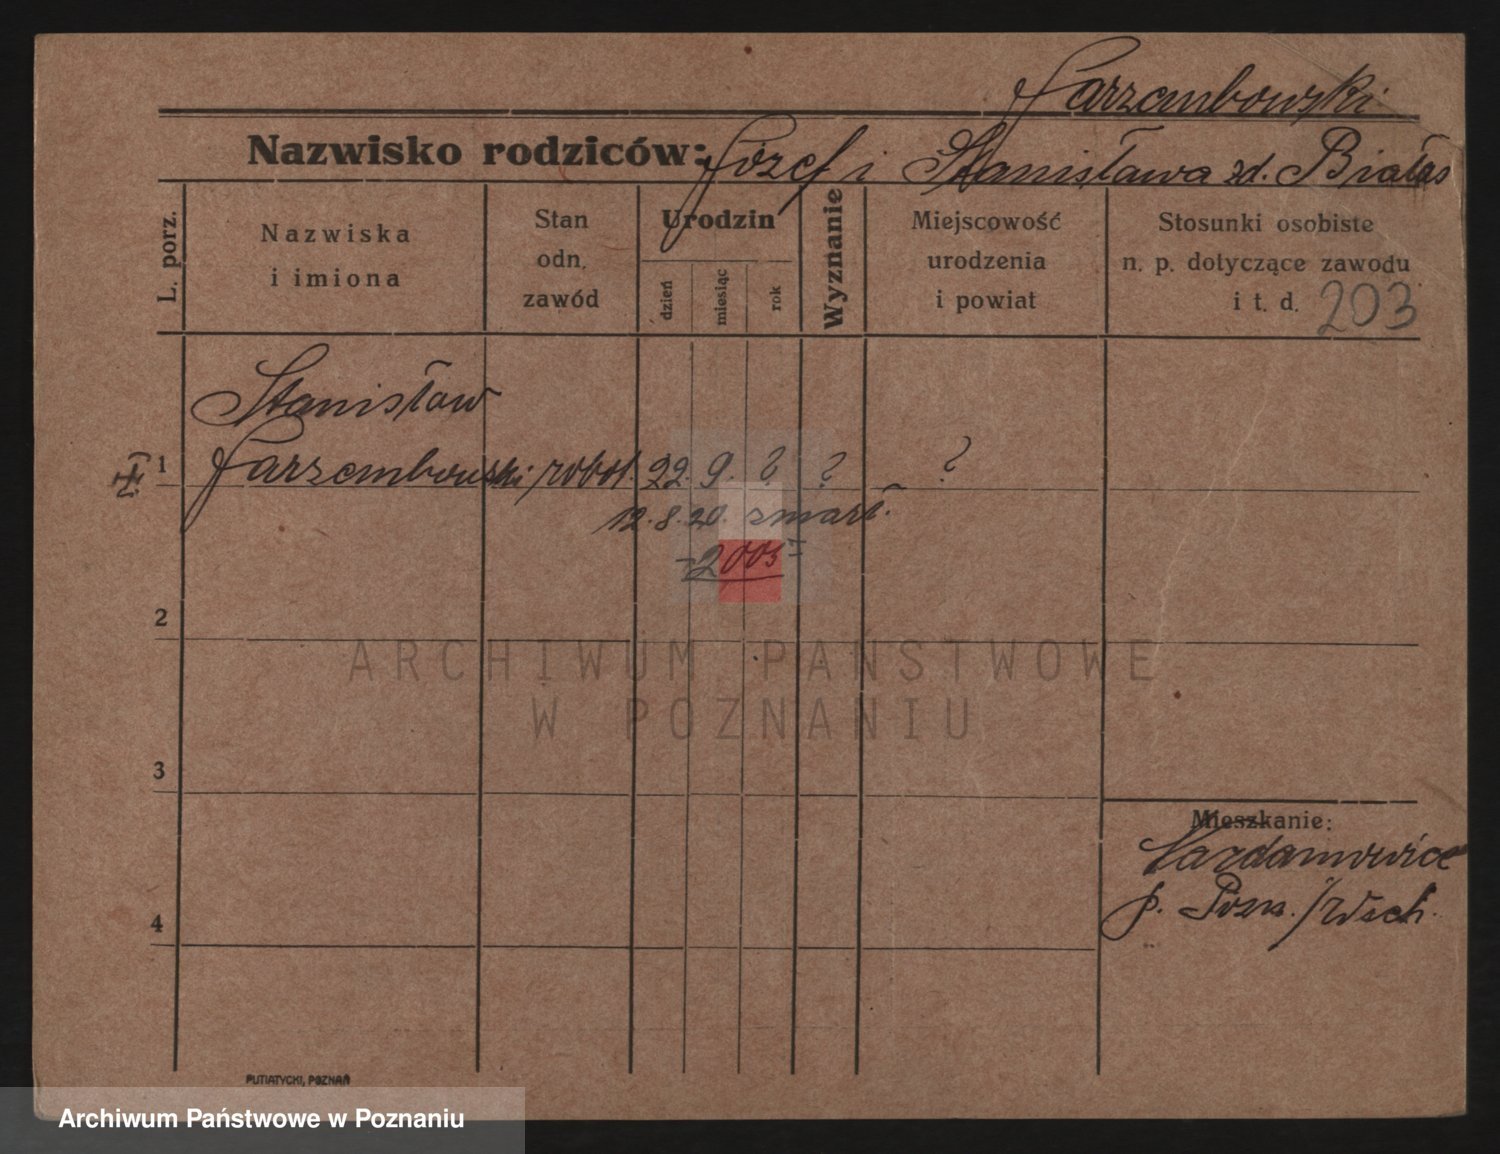 Jarzembowski
Nazwisko rodziców: Józef i Stanisława zd. Białas
L. porz.
Nazwiska
i imiona
Stan
odn.
zawód
Urodzin
dzień
miesiąc
rok
Wyznanie
Miejscowość
urodzenia
i powiat
Stosunki osobiste
n. p. dotyczące zawodu
i t. d. 203
Stanisław
1 Jarzembowski robot. 22. 9. ? ? ?
12. 8. 20. zmarł.
2
ARCHIWUM PAŃSTWOWE
W POZNANIU
3
Mieszkanie:
p. Pozn. / Wsch.
4
PUTIATYCKI, POZNAŃ
Archiwum Państwowe w Poznaniu